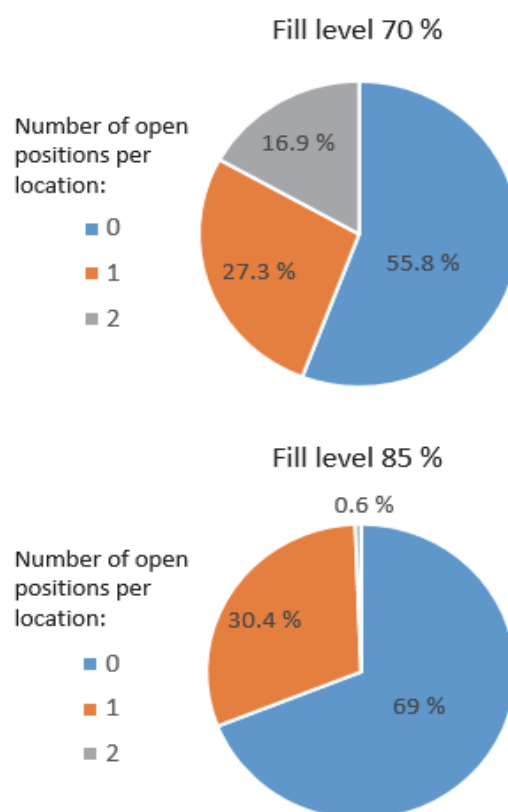 Fill level 70 %
Number of open
positions per
location:
0
1
2
16.9 %
27.3 %
55.8 %
Fill level 85 %
0.6 %
Number of open
positions per
location:
0
1
2
30.4 %
69 %